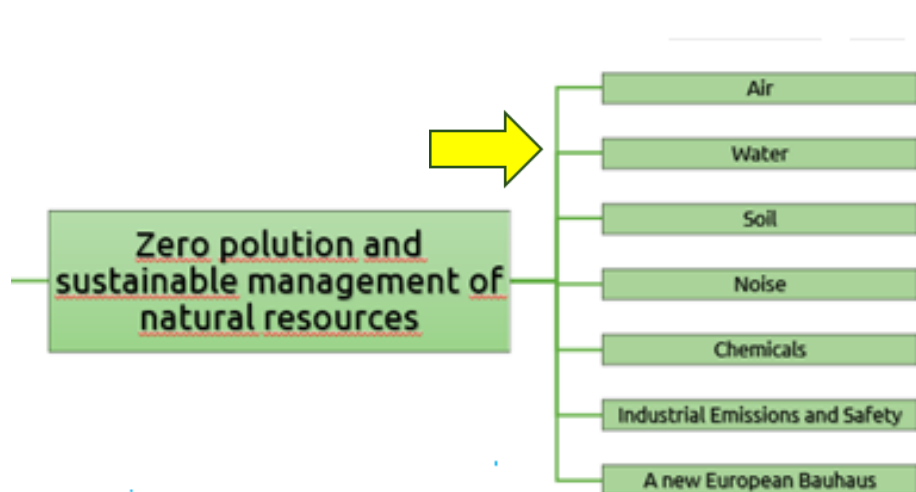 Zero polution and
sustainable management of
natural resources
Air
Water
Soil
Noise
Chemicals
Industrial Emissions and Safety
A new European Bauhaus